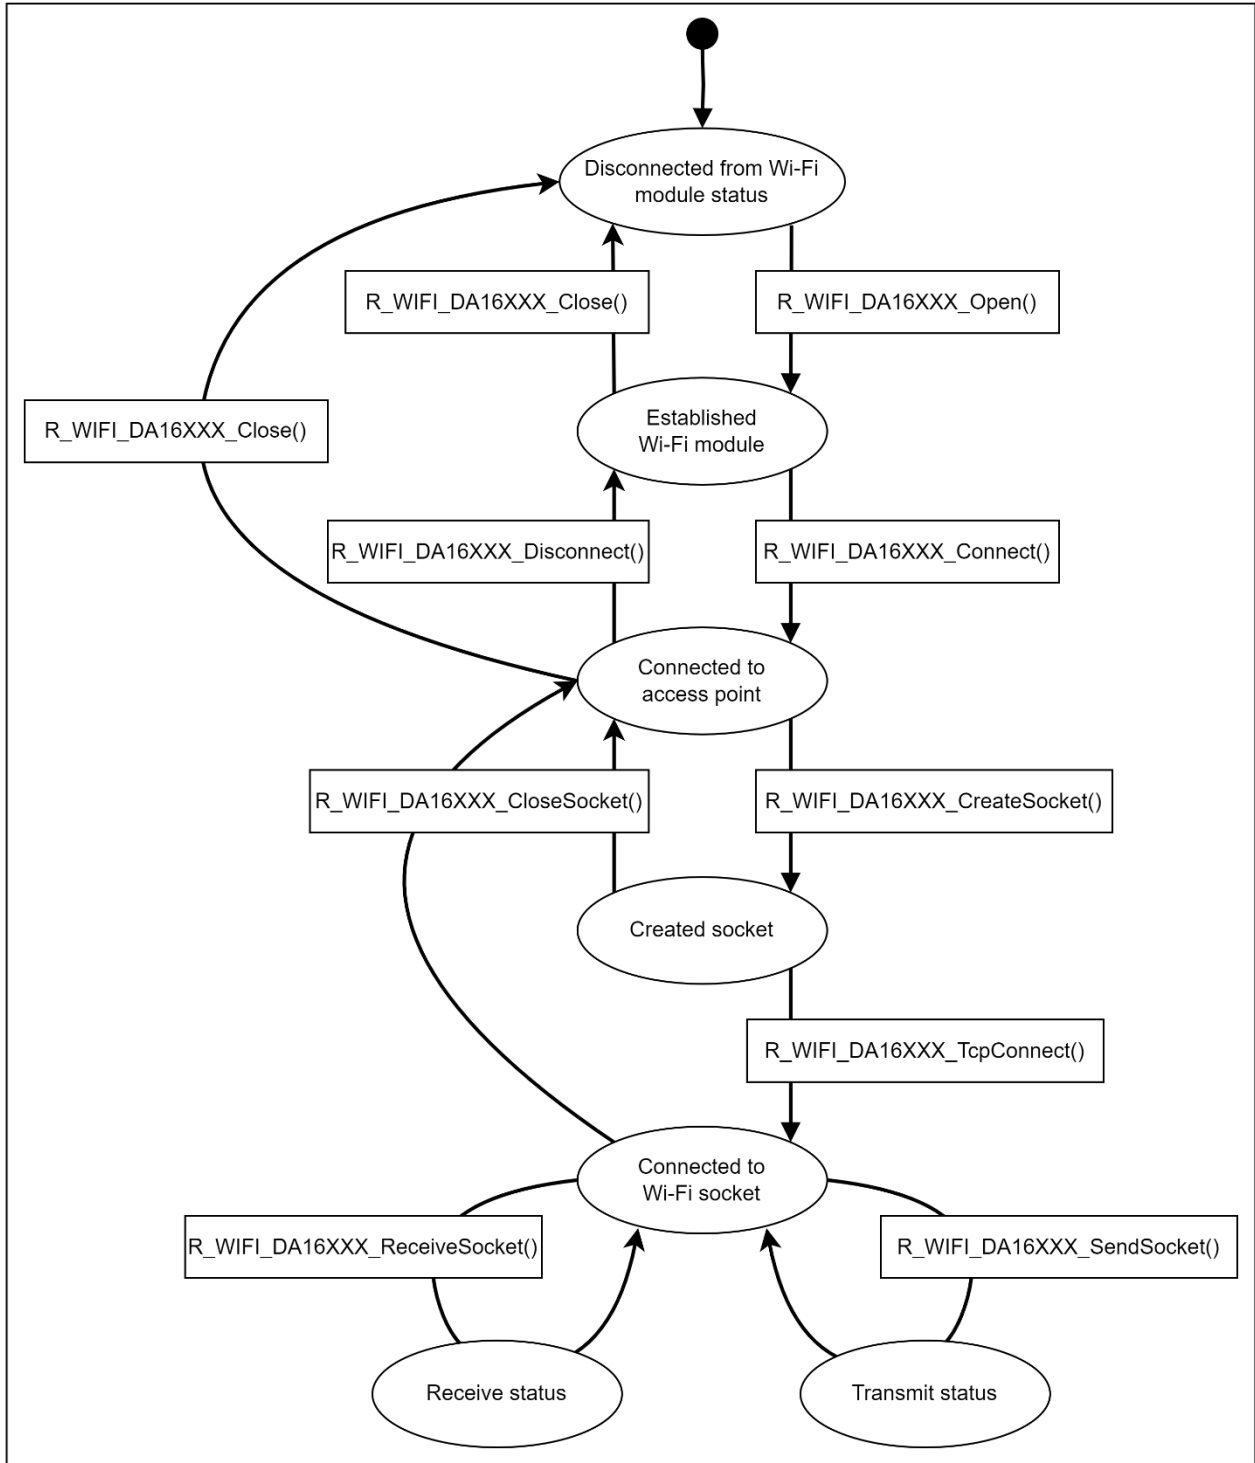 Disconnected from Wi-Fi
module status
R_WIFI_DA16XXX_Close()
R_WIFI_DA16XXX_Open()
R_WIFI_DA16XXX_Close()
Established
Wi-Fi module
R_WIFI_DA16XXX_Disconnect()
R_WIFI_DA16XXX_Connect()
Connected to
access point
R_WIFI_DA16XXX_CloseSocket()
R_WIFI_DA16XXX_CreateSocket()
Created socket
R_WIFI_DA16XXX_TcpConnect()
Connected to
Wi-Fi socket
R_WIFI_DA16XXX_ReceiveSocket()
R_WIFI_DA16XXX_SendSocket()
Receive status
Transmit status